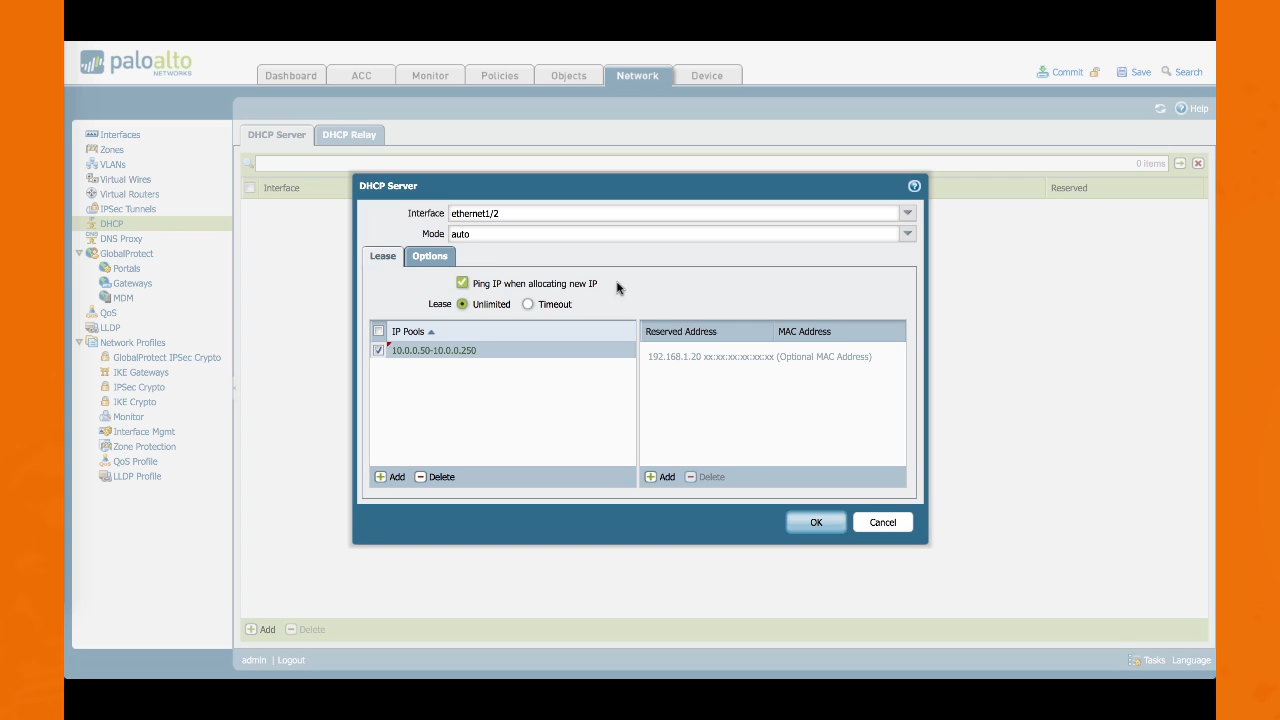 paloalto
NETWORKS
Dashboard ACC Monitor Policies Objects Network Device
Commit Save Search
Help
Interfaces
Zones
VLANs
Virtual Wires
Virtual Routers
IPSec Tunnels
DHCP
DNS Proxy
GlobalProtect
Portals
Gateways
MDM
QoS
LLDP
Network Profiles
GlobalProtect IPSec Crypto
IKE Gateways
IPSec Crypto
IKE Crypto
Monitor
Interface Mgmt
Zone Protection
QoS Profile
LLDP Profile
DHCP Server DHCP Relay
0 items
Interface Reserved
DHCP Server
Interface ethernet1/2
Mode auto
Lease Options
Ping IP when allocating new IP
Lease Unlimited Timeout
IP Pools Reserved Address MAC Address
10.0.0.50-10.0.0.250
192.168.1.20 xx:xx:xx:xx:xx:xx (Optional MAC Address)
Add Delete Add Delete
OK Cancel
Add Delete
admin | Logout Tasks Language